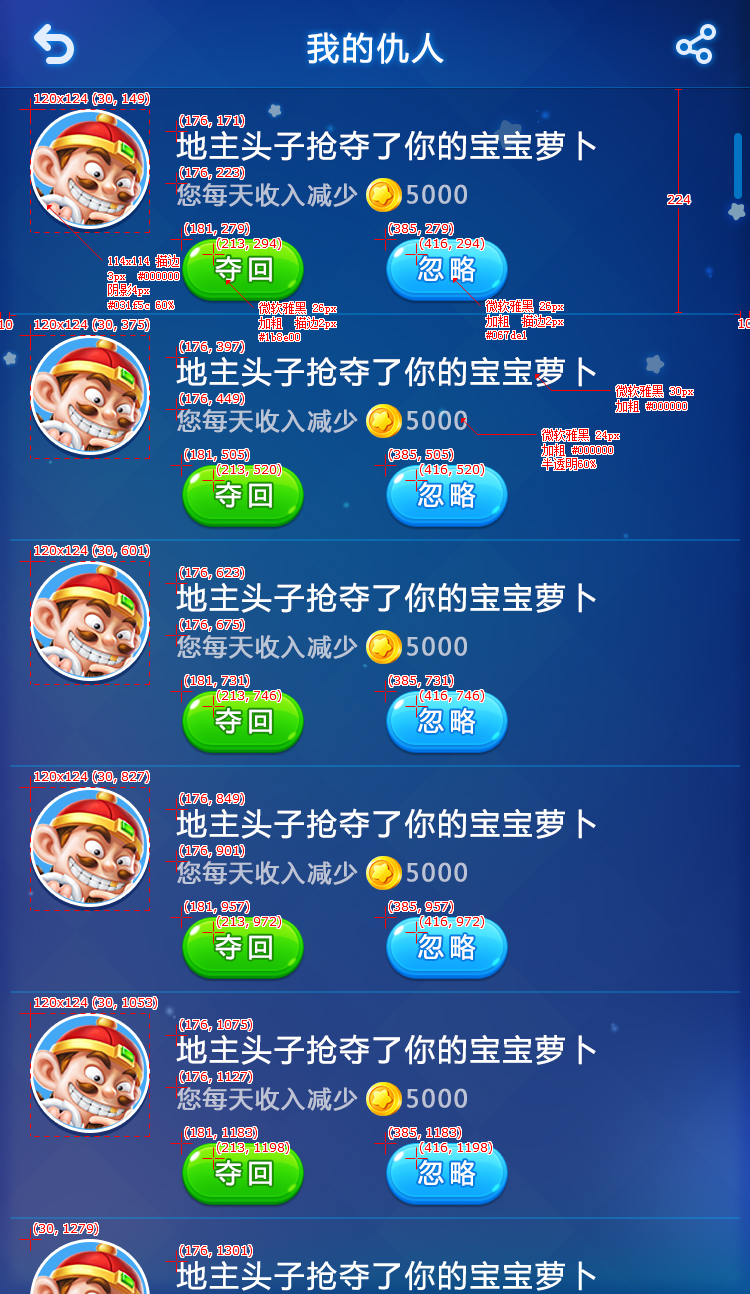 我的仇人
120x124 (30, 149)
(176, 171)
地主头子抢夺了你的宝宝萝卜
(176, 223)
您每天收入减少 5000
224
(181, 279)
(385, 279)
(213, 294)
(416, 294)
夺回
忽略
114x114 描边
3px #000000
阴影4px
#031f5c 60%
微软雅黑 26px
加粗 描边2px
#1b8c00
微软雅黑 26px
加粗 描边2px
#067de1
10
10
120x124 (30, 375)
(176, 397)
地主头子抢夺了你的宝宝萝卜
微软雅黑 30px
加粗 #000000
(176, 449)
您每天收入减少 5000
微软雅黑 24px
加粗 #000000
半透明60%
(181, 505)
(385, 505)
(213, 520)
(416, 520)
夺回
忽略
120x124 (30, 601)
(176, 623)
地主头子抢夺了你的宝宝萝卜
(176, 675)
您每天收入减少 5000
(181, 731)
(385, 731)
(213, 746)
(416, 746)
夺回
忽略
120x124 (30, 827)
(176, 849)
地主头子抢夺了你的宝宝萝卜
(176, 901)
您每天收入减少 5000
(181, 957)
(385, 957)
(213, 972)
(416, 972)
夺回
忽略
120x124 (30, 1053)
(176, 1075)
地主头子抢夺了你的宝宝萝卜
(176, 1127)
您每天收入减少 5000
(181, 1183)
(385, 1183)
(213, 1198)
(416, 1198)
夺回
忽略
(30, 1279)
(176, 1301)
地主头子抢夺了你的宝宝萝卜